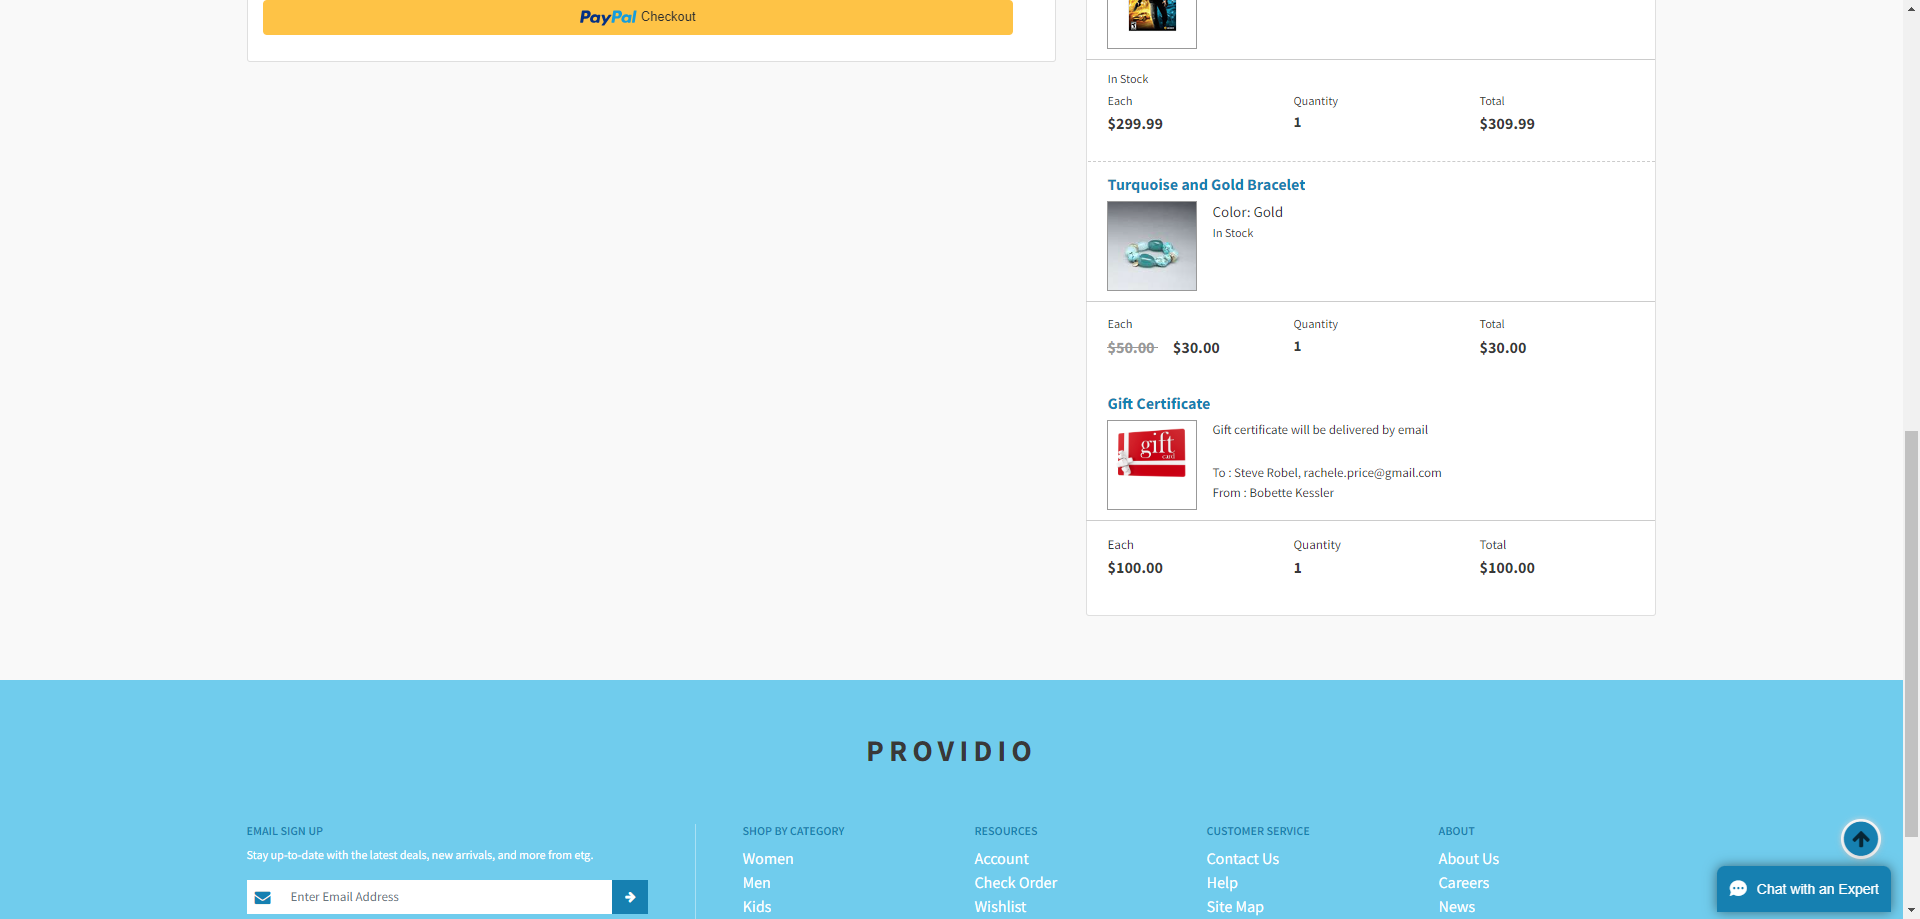 PayPal Checkout
In Stock
Each Quantity Total
$299.99 1 $309.99
Turquoise and Gold Bracelet
Color: Gold
In Stock
Each Quantity Total
$50.00 $30.00 1 $30.00
Gift Certificate
gift
card
Gift certificate will be delivered by email
To : Steve Robel, rachele.price@gmail.com
From : Bobette Kessler
Each Quantity Total
$100.00 1 $100.00
PROVIDIO
EMAIL SIGN UP
Stay up-to-date with the latest deals, new arrivals, and more from etg.
Enter Email Address
SHOP BY CATEGORY
Women
Men
Kids
RESOURCES
Account
Check Order
Wishlist
CUSTOMER SERVICE
Contact Us
Help
Site Map
ABOUT
About Us
Careers
News
Chat with an Expert